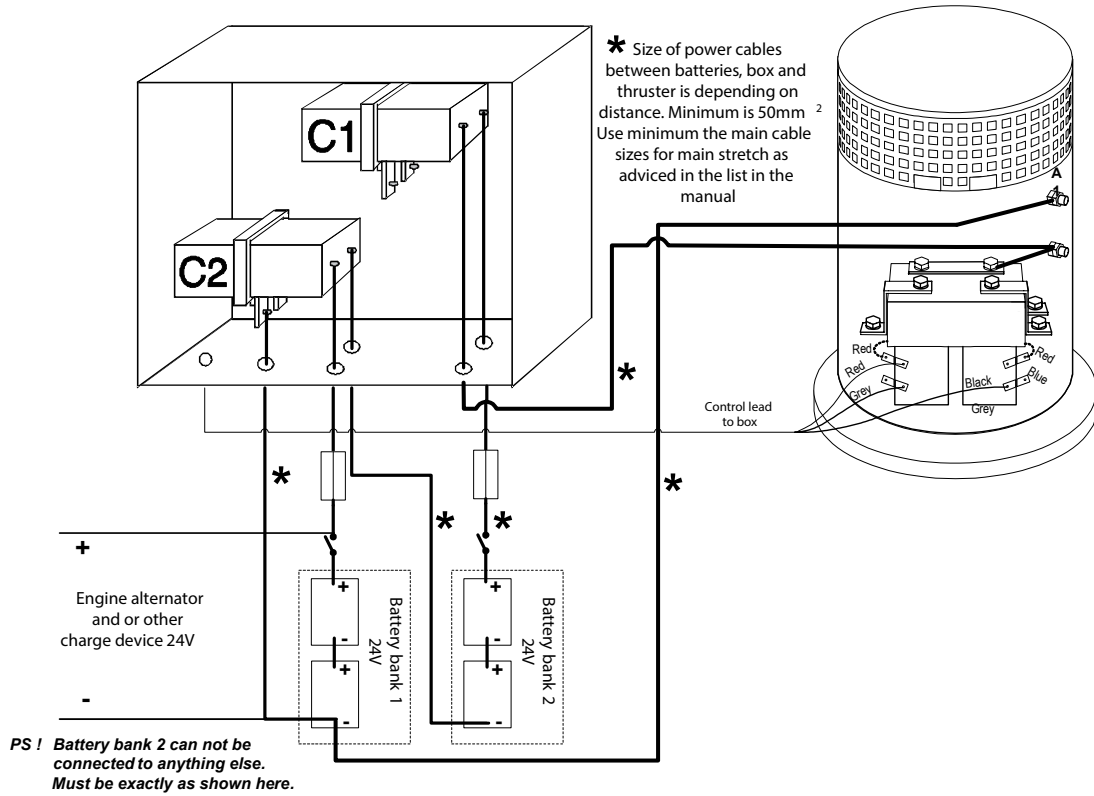 C1
C2
* Size of power cables
between batteries, box and
thruster is depending on
distance. Minimum is 50mm 2
Use minimum the main cable
sizes for main stretch as
adviced in the list in the
manual
A
1
Red
Red
Grey
Red
Blue
Black
Grey
Control lead
to box
*
*
*
*
*
+
Engine alternator
and or other
charge device 24V
-
+
-
+
-
Battery bank 1
24V
+
-
+
-
Battery bank 2
24V
PS ! Battery bank 2 can not be
connected to anything else.
Must be exactly as shown here.